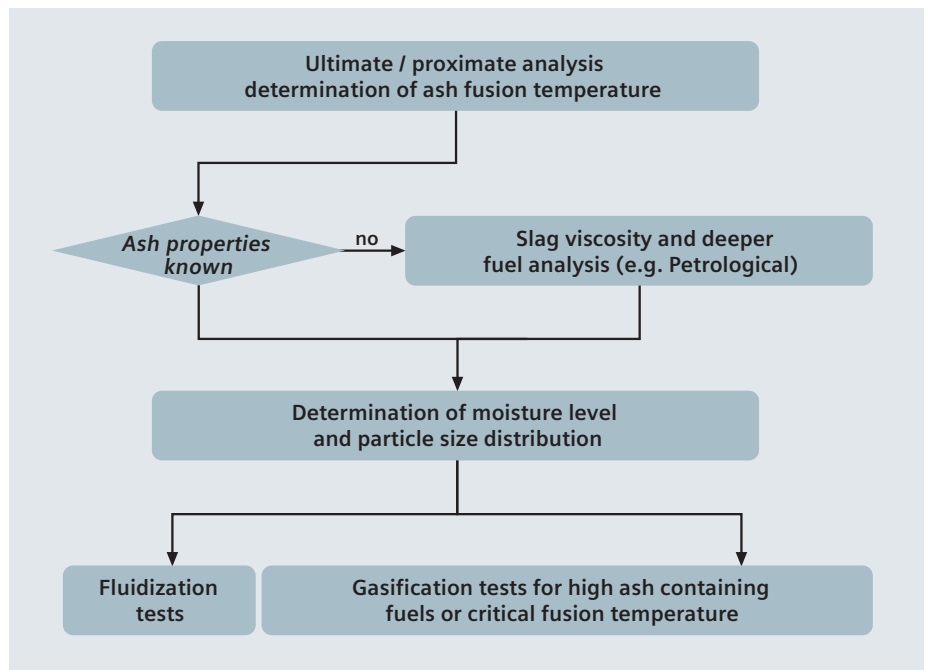 Ultimate / proximate analysis
determination of ash fusion temperature
Ash properties
known
no
Slag viscosity and deeper
fuel analysis (e.g. Petrological)
Determination of moisture level
and particle size distribution
Fluidization
tests
Gasification tests for high ash containing
fuels or critical fusion temperature